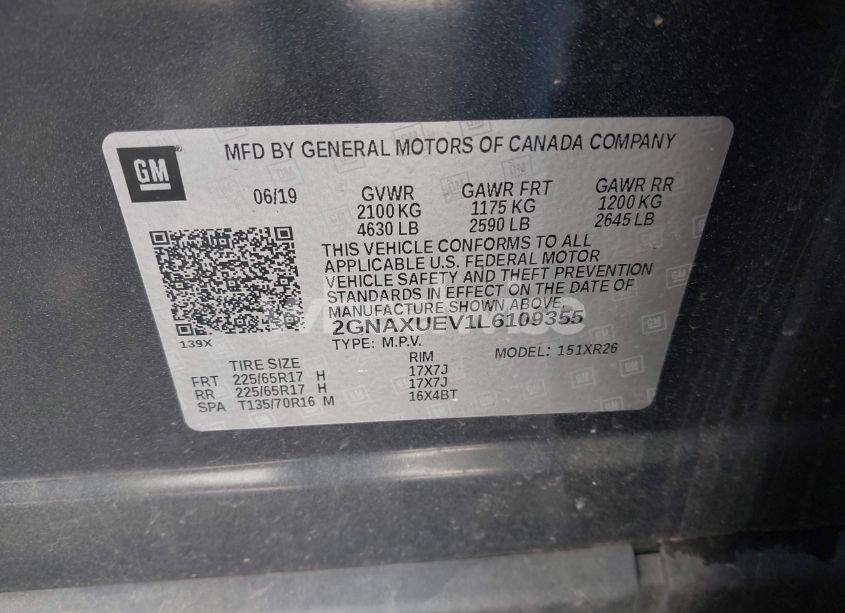 GM
MFD BY GENERAL MOTORS OF CANADA COMPANY
06/19 GVWR GAWR FRT GAWR RR
2100 KG 1175 KG 1200 KG
4630 LB 2590 LB 2645 LB
THIS VEHICLE CONFORMS TO ALL
APPLICABLE U.S. FEDERAL MOTOR
VEHICLE SAFETY AND THEFT PREVENTION
STANDARDS IN EFFECT ON THE DATE OF
MANUFACTURE SHOWN ABOVE.
2GNAXUEV1L6109355
139X
TYPE: M.P.V. MODEL: 151XR26
TIRE SIZE RIM
FRT 225/65R17 H 17X7J
RR 225/65R17 H 17X7J
SPA T135/70R16 M 16X4BT